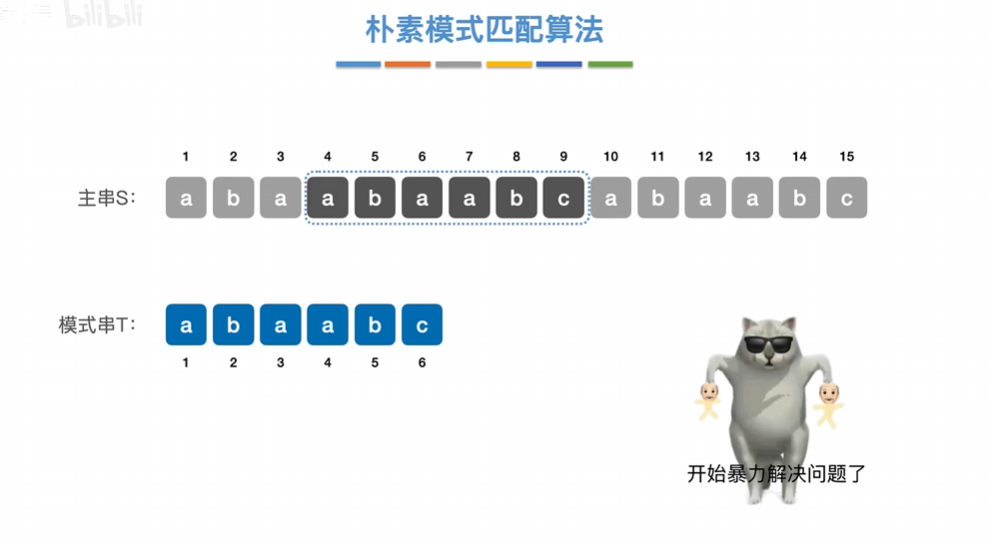 bilibili
朴素模式匹配算法
1 2 3 4 5 6 7 8 9 10 11 12 13 14 15
主串S: a b a a b a a b c a b a a b c
模式串T: a b a a b c
1 2 3 4 5 6
开始暴力解决问题了